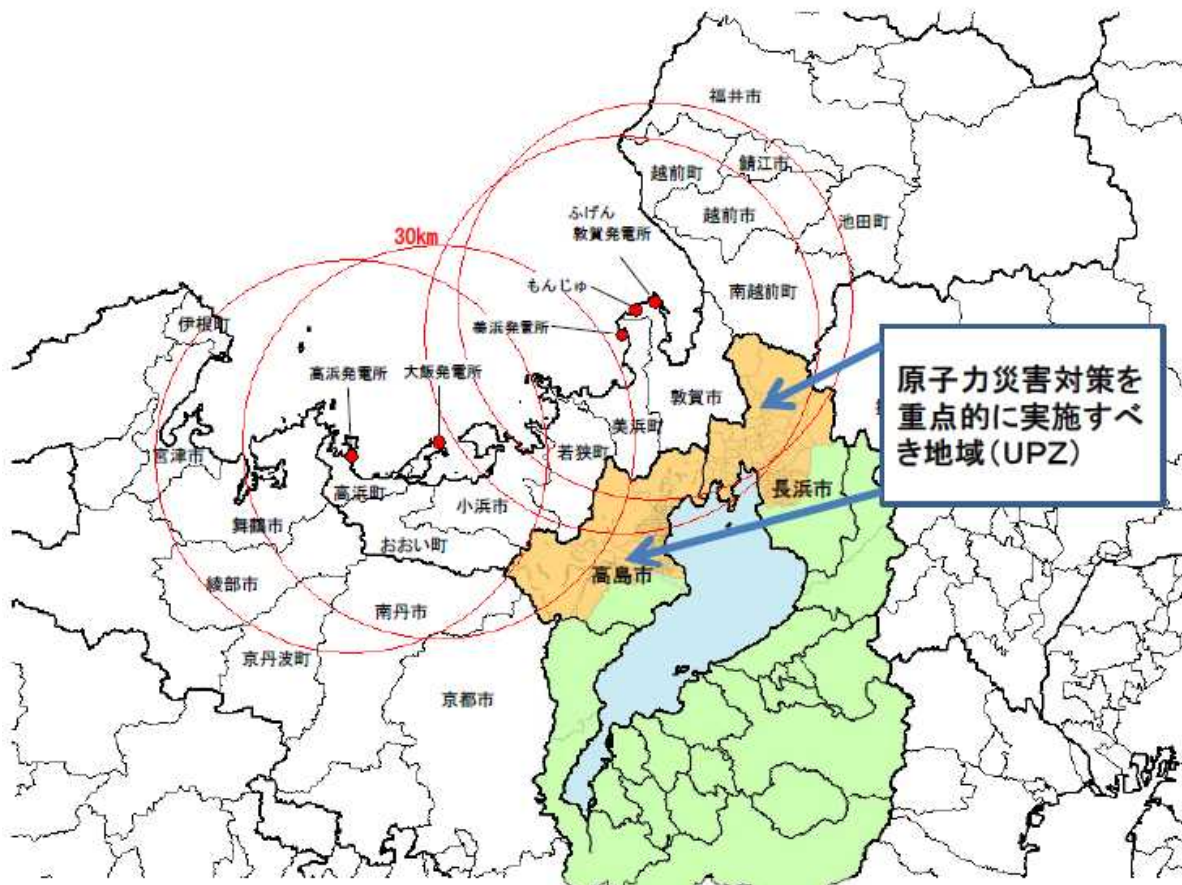 福井市
越前町
鯖江市
ふげん
敦賀発電所
越前市
池田町
30km
もんじゅ
南越前町
伊根町
美浜発電所
高浜発電所
大飯発電所
敦賀市
原子力災害対策を
重点的に実施すべ
き地域(UPZ)
美浜町
若狭町
宮津市
高浜町
長浜市
小浜市
舞鶴市
おおい町
高島市
綾部市
南丹市
京丹波町
京都市